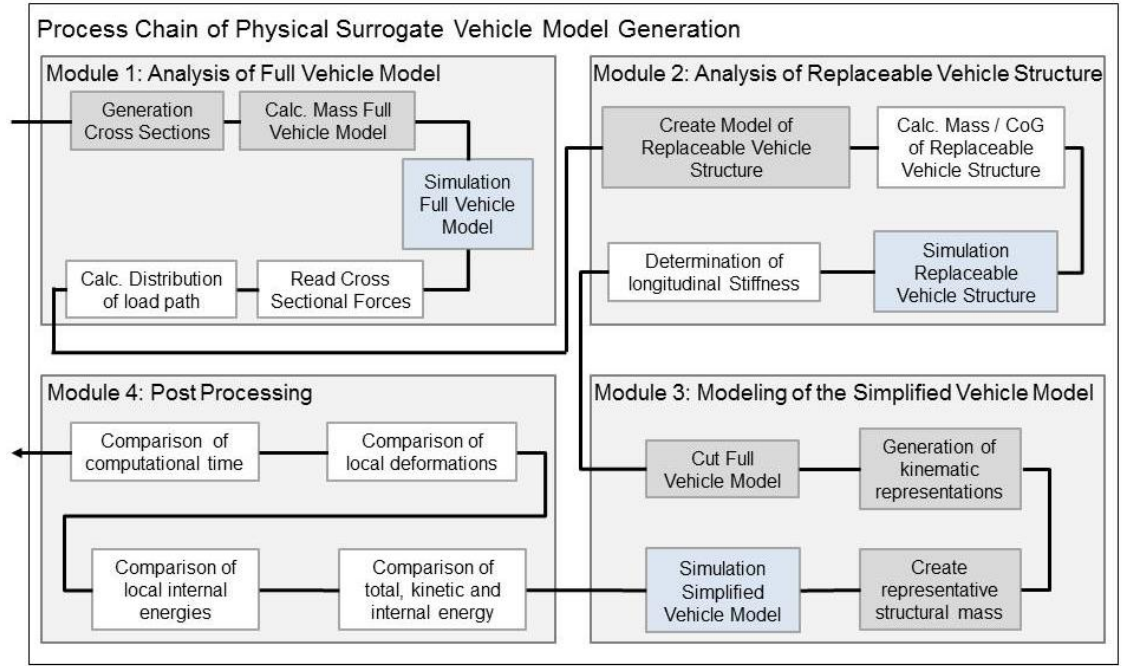 Process Chain of Physical Surrogate Vehicle Model Generation
Module 1: Analysis of Full Vehicle Model
Generation
Cross Sections
Calc. Mass Full
Vehicle Model
Simulation
Full Vehicle
Model
Read Cross
Sectional Forces
Calc. Distribution
of load path
Module 2: Analysis of Replaceable Vehicle Structure
Create Model of
Replaceable Vehicle
Structure
Calc. Mass / CoG
of Replaceable
Vehicle Structure
Simulation
Replaceable
Vehicle Structure
Determination of
longitudinal Stiffness
Module 3: Modeling of the Simplified Vehicle Model
Cut Full
Vehicle Model
Generation of
kinematic
representations
Create
representative
structural mass
Simulation
Simplified
Vehicle Model
Module 4: Post Processing
Comparison of
total, kinetic and
internal energy
Comparison of
local internal
energies
Comparison of
local deformations
Comparison of
computational time